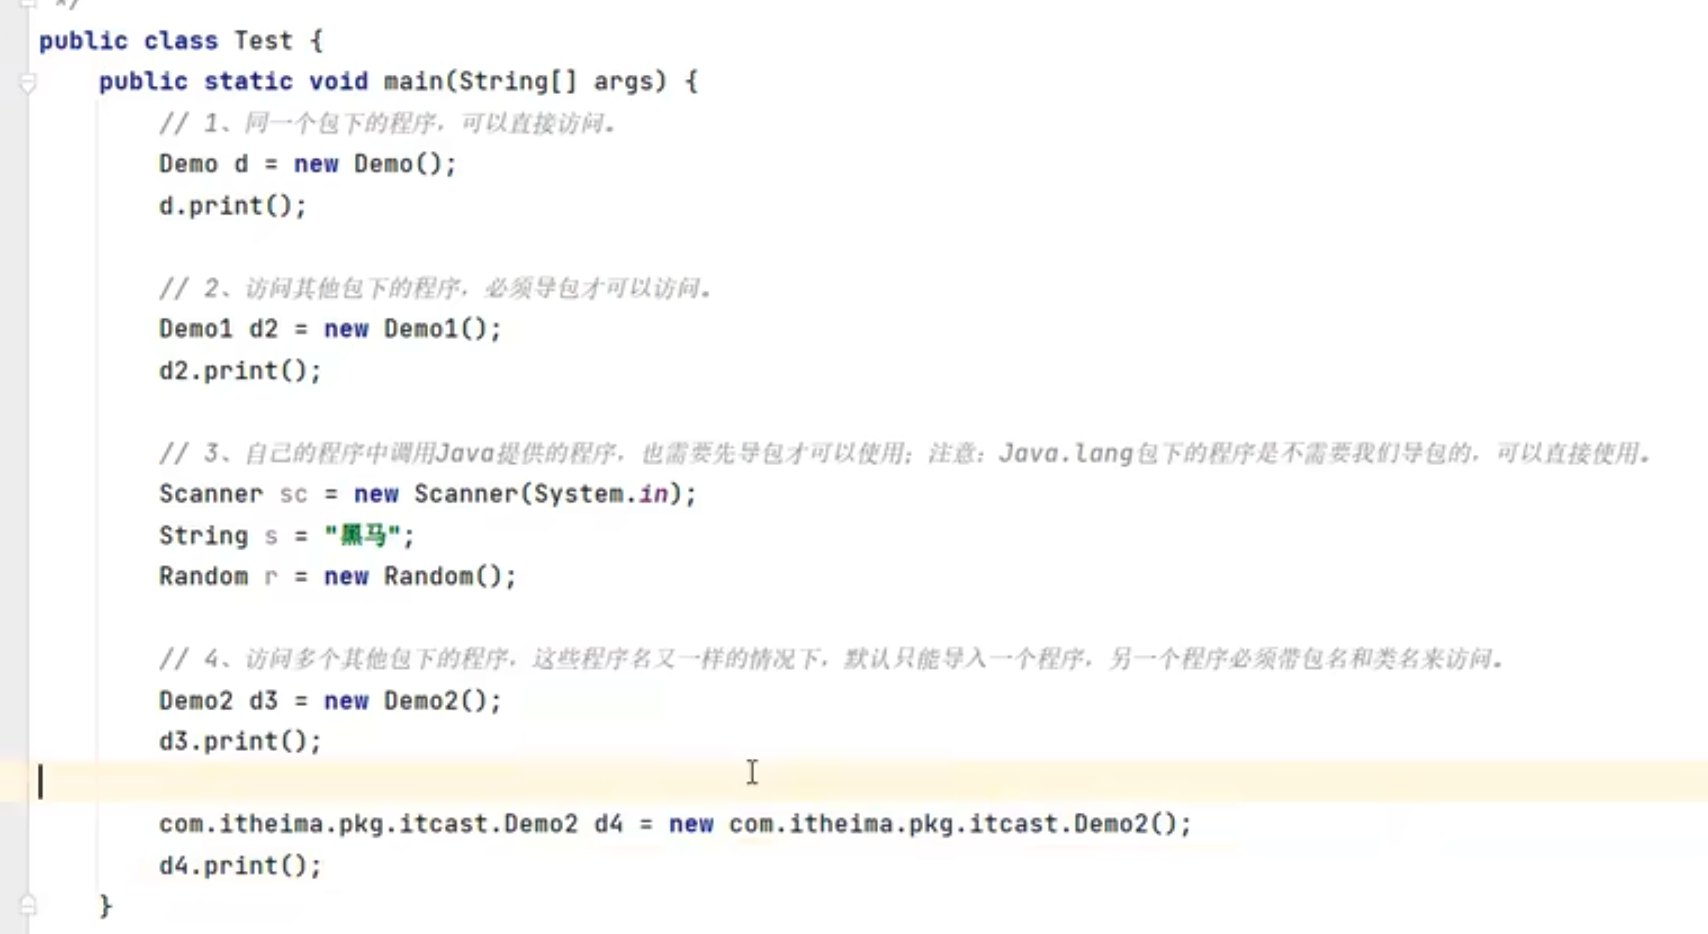 */
public class Test {
public static void main(String[] args) {
// 1、同一个包下的程序，可以直接访问。
Demo d = new Demo();
d.print();
// 2、访问其他包下的程序，必须导包才可以访问。
Demo1 d2 = new Demo1();
d2.print();
// 3、自己的程序中调用Java提供的程序，也需要先导包才可以使用；注意：Java.lang包下的程序是不需要我们导包的，可以直接使用。
Scanner sc = new Scanner(System.in);
String s = "黑马";
Random r = new Random();
// 4、访问多个其他包下的程序，这些程序名又一样的情况下，默认只能导入一个程序，另一个程序必须带包名和类名来访问。
Demo2 d3 = new Demo2();
d3.print();
com.itheima.pkg.itcast.Demo2 d4 = new com.itheima.pkg.itcast.Demo2();
d4.print();
}